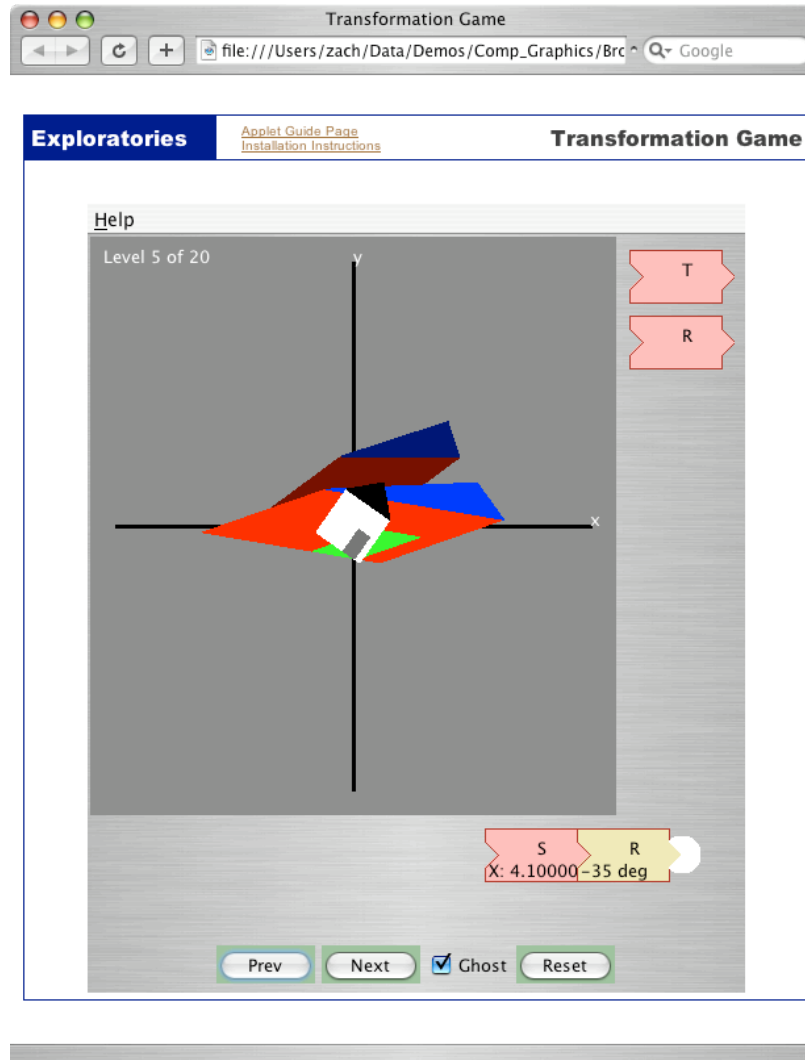 Transformation Game
file:///Users/zach/Data/Demos/Comp_Graphics/Brc
Google
Exploratories
Applet Guide Page
Installation Instructions
Transformation Game
Help
Level 5 of 20
y
T
R
x
S R
X: 4.10000 -35 deg
Prev Next Ghost Reset